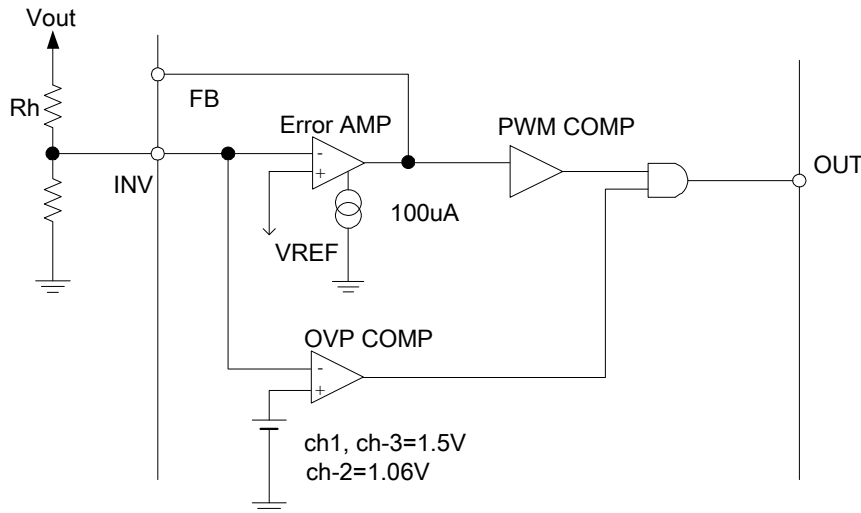 Vout
Rh
FB
Error AMP
PWM COMP
-
+
OUT
INV
100uA
VREF
OVP COMP
-
+
ch1, ch-3=1.5V
ch-2=1.06V